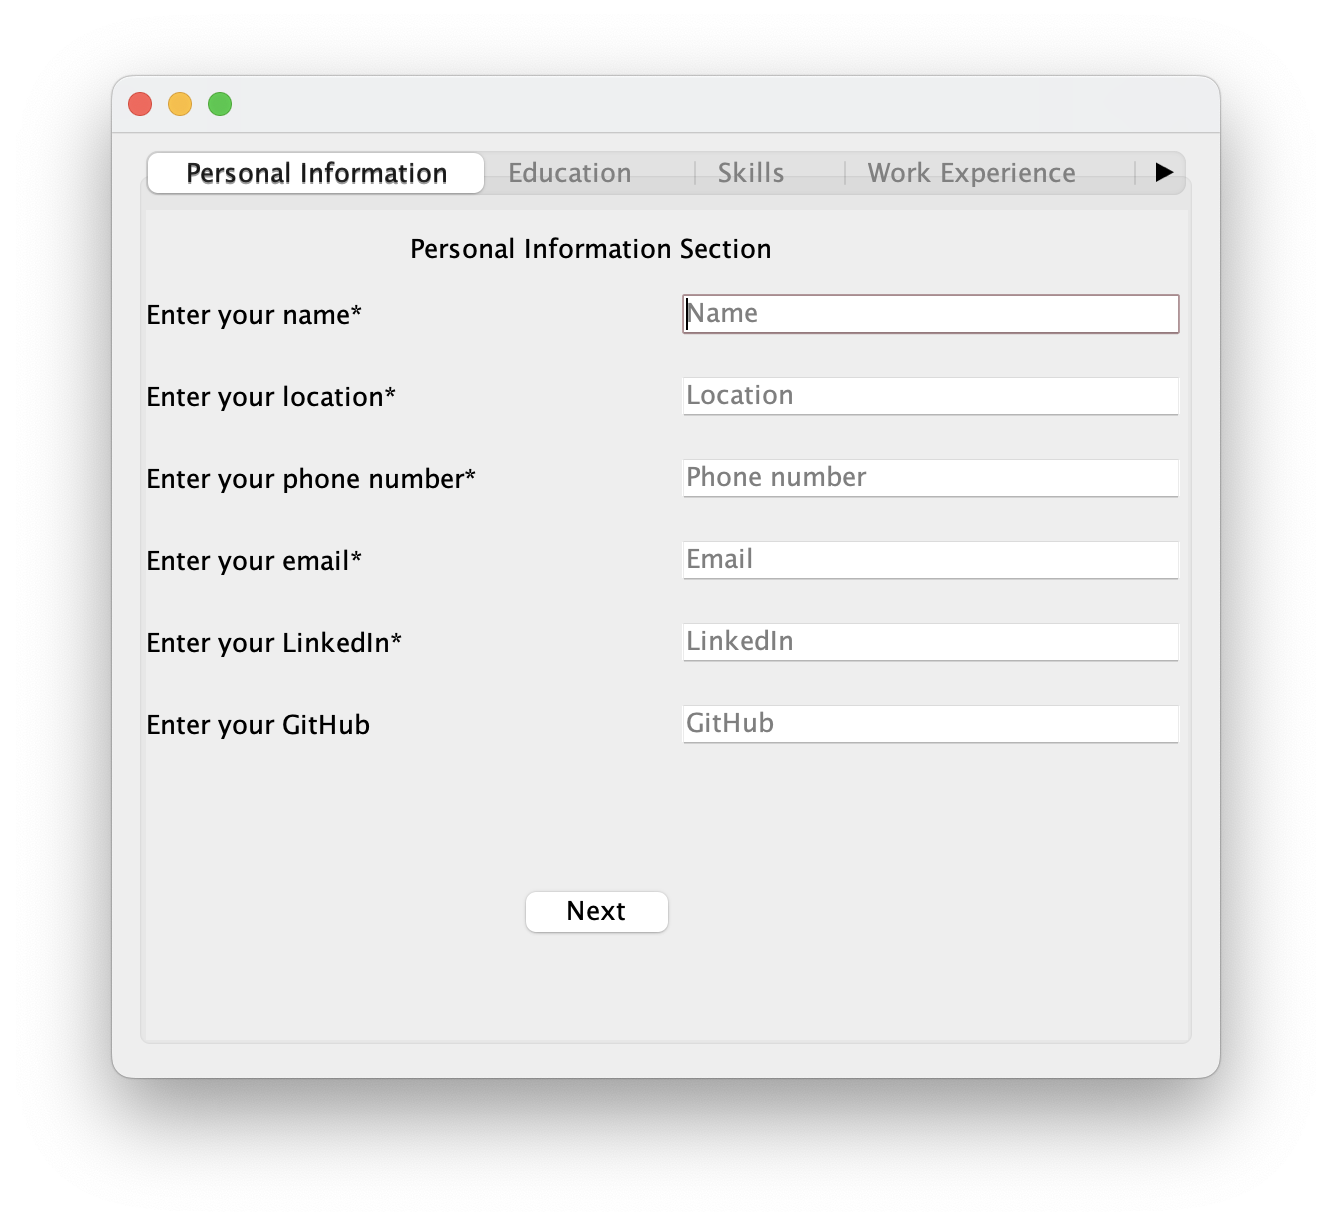 Personal Information Education Skills Work Experience
Personal Information Section
Enter your name* Name
Enter your location* Location
Enter your phone number* Phone number
Enter your email* Email
Enter your LinkedIn* LinkedIn
Enter your GitHub GitHub
Next